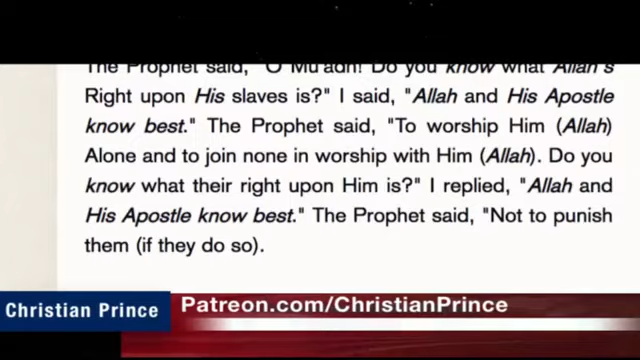 The Prophet said, "O Mu'adh! Do you know what Allah's
Right upon His slaves is?" I said, "Allah and His Apostle
know best." The Prophet said, "To worship Him (Allah)
Alone and to join none in worship with Him (Allah). Do you
know what their right upon Him is?" I replied, "Allah and
His Apostle know best." The Prophet said, "Not to punish
them (if they do so).
Christian Prince
Patreon.com/ChristianPrince